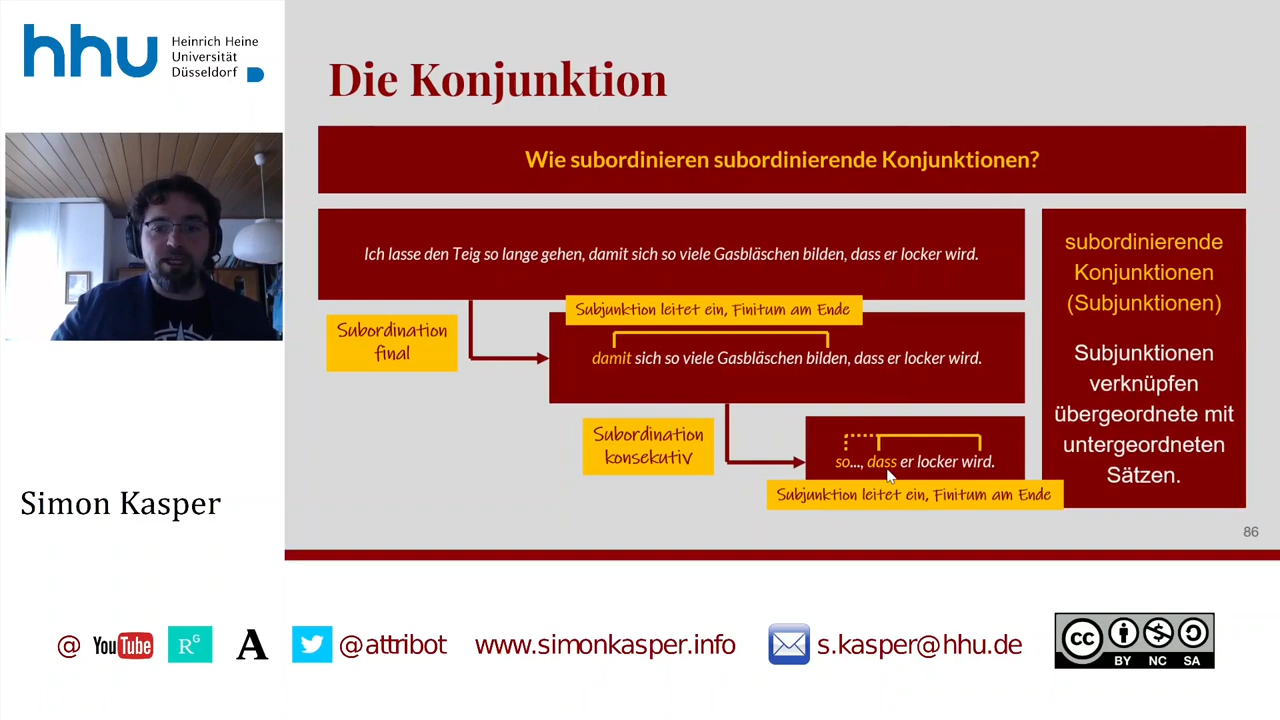 hhu
Heinrich Heine
Universität
Düsseldorf
Die Konjunktion
Wie subordinieren subordinierende Konjunktionen?
Ich lasse den Teig so lange gehen, damit sich so viele Gasbläschen bilden, dass er locker wird.
Subordination
final
Subjunktion leitet ein, Finitum am Ende
damit sich so viele Gasbläschen bilden, dass er locker wird.
Subordination
konsekutiv
so..., dass er locker wird.
Subjunktion leitet ein, Finitum am Ende
subordinierende
Konjunktionen
(Subjunktionen)
Subjunktionen
verknüpfen
übergeordnete mit
untergeordneten
Sätzen.
86
Simon Kasper
@ YouTube RG A @attribot www.simonkasper.info s.kasper@hhu.de
cc
BY NC SA